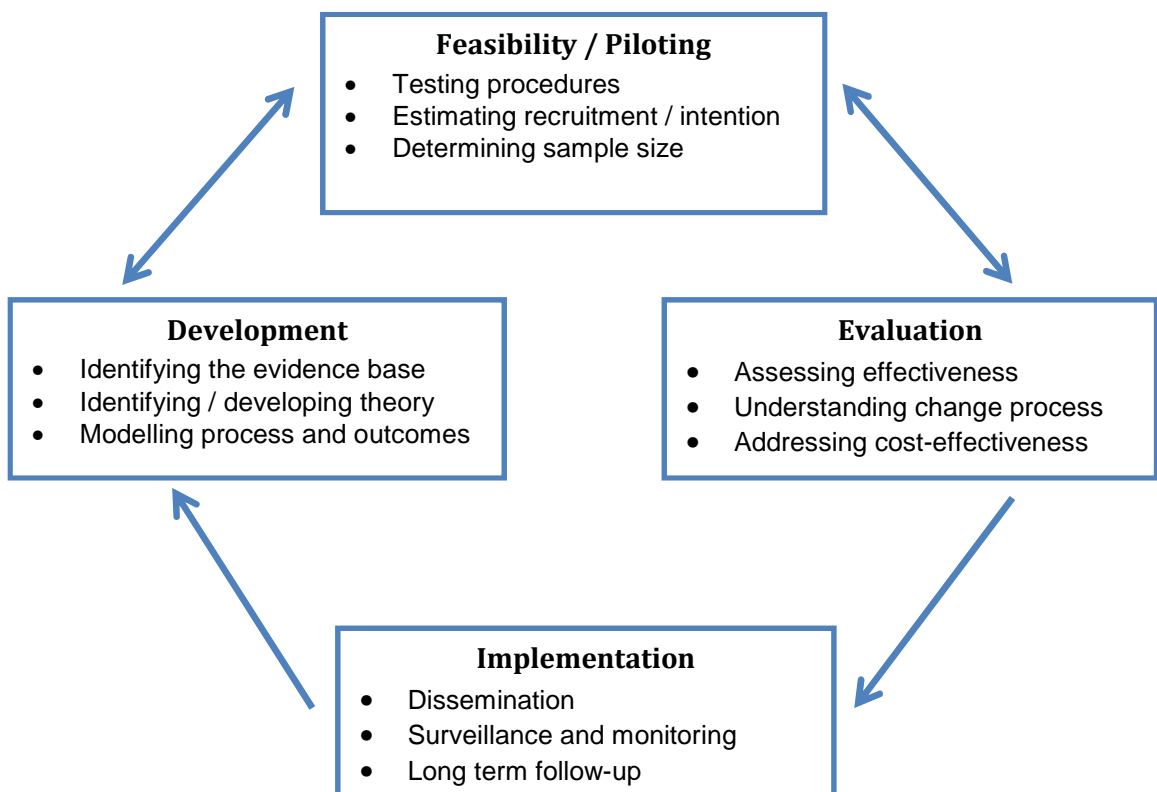 Feasibility / Piloting
• Testing procedures
• Estimating recruitment / intention
• Determining sample size
Development
• Identifying the evidence base
• Identifying / developing theory
• Modelling process and outcomes
Evaluation
• Assessing effectiveness
• Understanding change process
• Addressing cost-effectiveness
Implementation
• Dissemination
• Surveillance and monitoring
• Long term follow-up